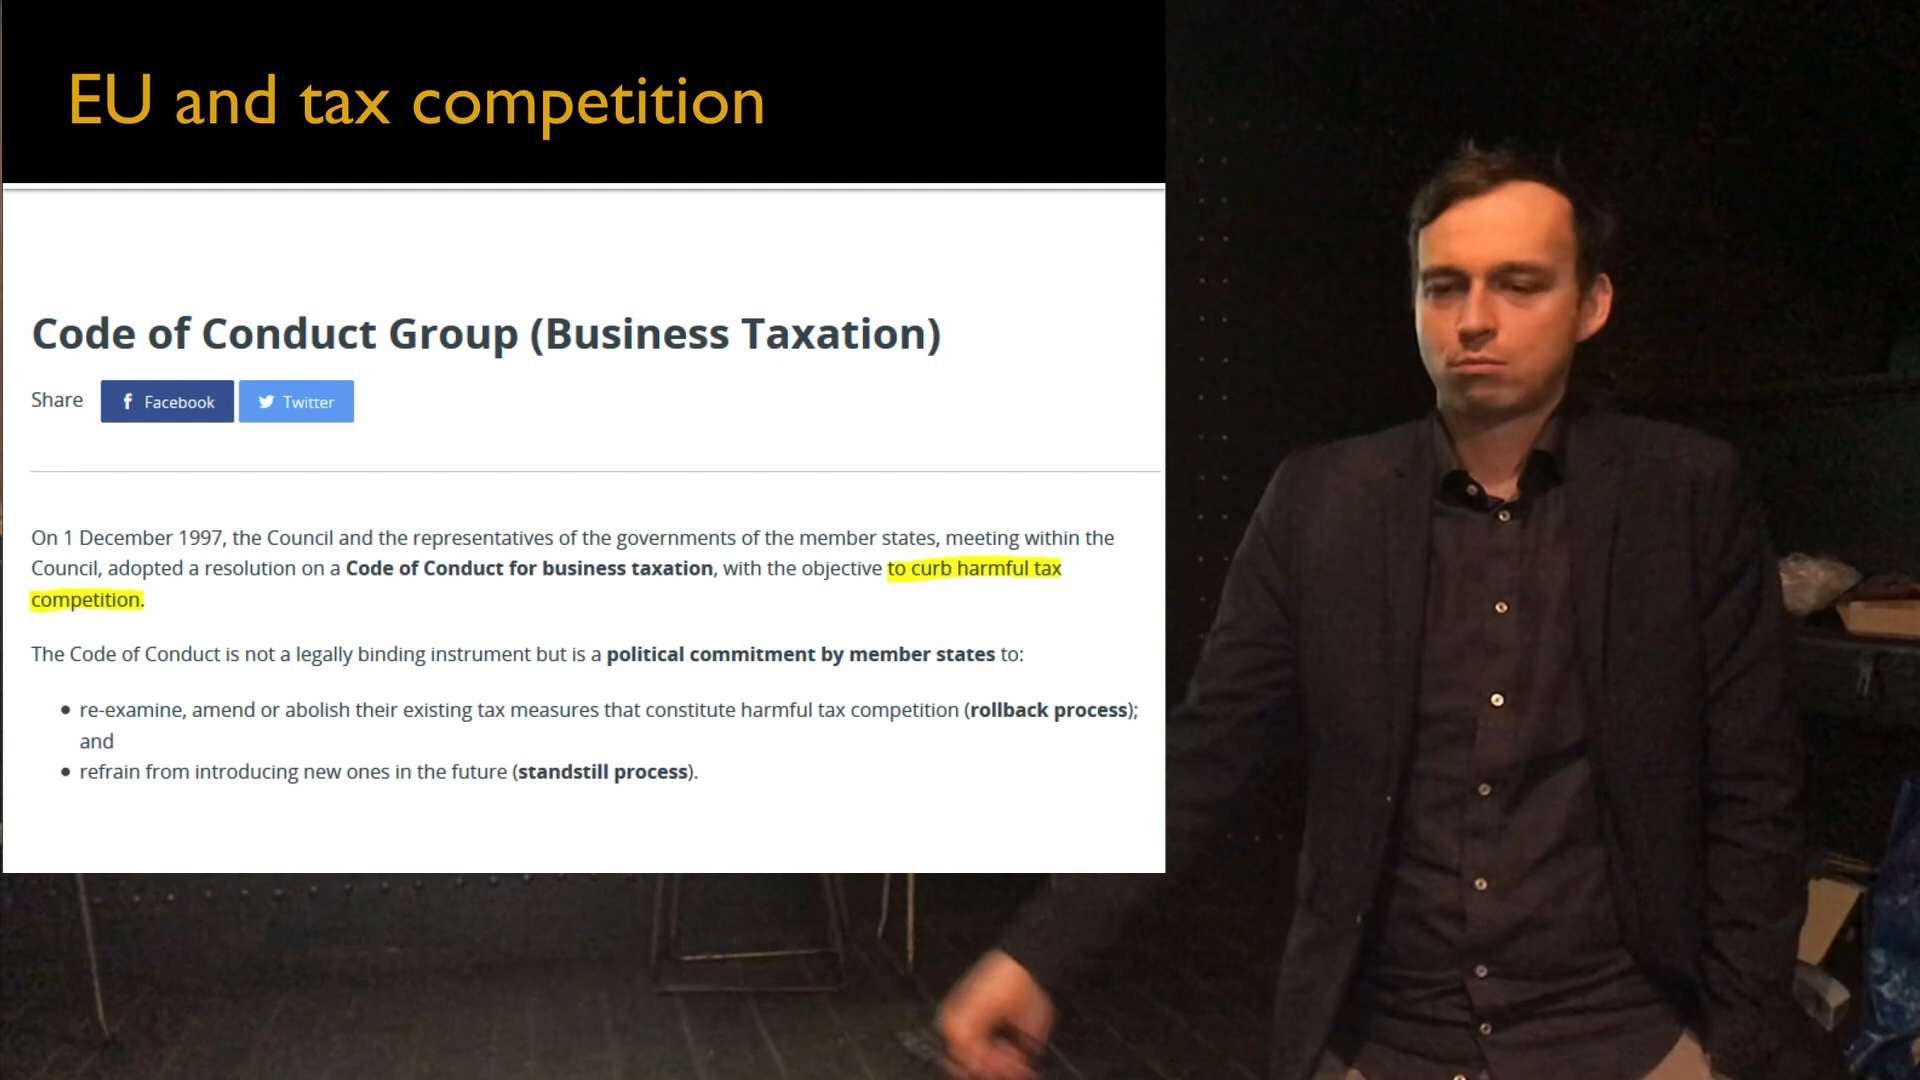 EU and tax competition
Code of Conduct Group (Business Taxation)
Share
Facebook
Twitter
On 1 December 1997, the Council and the representatives of the governments of the member states, meeting within the
Council, adopted a resolution on a Code of Conduct for business taxation, with the objective to curb harmful tax
competition.
The Code of Conduct is not a legally binding instrument but is a political commitment by member states to:
• re-examine, amend or abolish their existing tax measures that constitute harmful tax competition (rollback process);
and
• refrain from introducing new ones in the future (standstill process).